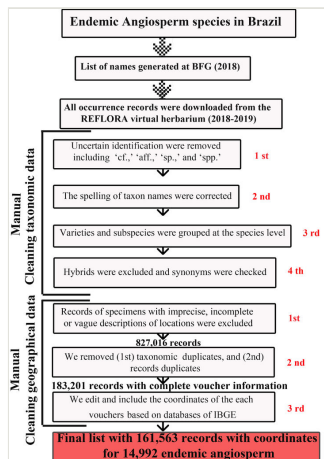 Endemic Angiosperm species in Brazil
List of names generated at BFG (2018)
All occurrence records were downloaded from the
REFLORA virtual herbarium (2018-2019)
Manual
Cleaning taxonomic data
Uncertain identification were removed
including ‘cf.,’ ‘aff.,’ ‘sp.,’ and ‘spp.’
1 st
The spelling of taxon names were corrected
2 nd
Varieties and subspecies were grouped at the species level
3 rd
Hybrids were excluded and synonyms were checked
4 th
Manual
Cleaning geographical data
Records of specimens with imprecise, incomplete
or vague descriptions of locations were excluded
1st
827,016 records
We removed (1st) taxonomic duplicates, and (2nd)
records duplicates
2 nd
183,201 records with complete voucher information
We edit and include the coordinates of the each
vouchers based on databases of IBGE
3 rd
Final list with 161,563 records with coordinates
for 14,992 endemic angiosperm